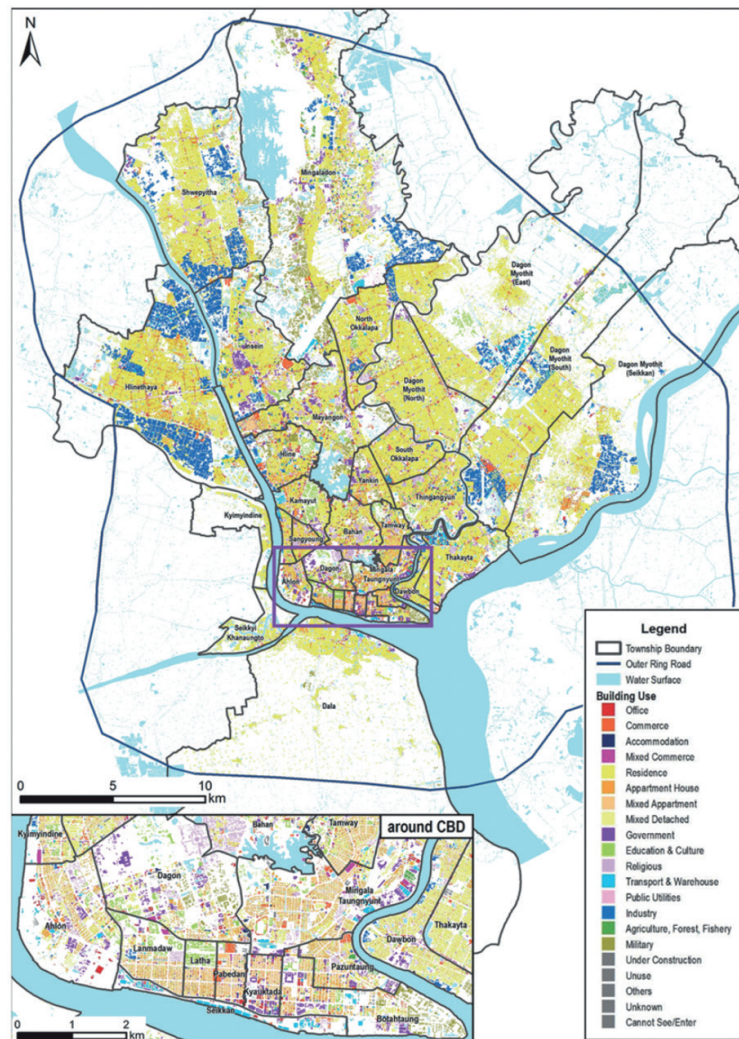 N
Shwepyitha
Mingaladon
Dagon
Myothit
(East)
North
Okkalapa
Insein
Dagon
Myothit
(South)
Dagon Myothit
(Seikkan)
Hlinethaya
Dagon
Myothit
(North)
Mayangon
South
Okkalapa
Hline
Yankin
Thingangyun
Kamayut
Kyimyindine
Bahan
Tamway
Sangyoung
Thakayta
Dagon
Mingala
Taungnyunt
Ahlon
Dawbon
Seikkyi
Khanaungto
Dala
0 5 10
km
Legend
Township Boundary
Outer Ring Road
Water Surface
Building Use
Office
Commerce
Accommodation
Mixed Commerce
Residence
Appartment House
Mixed Appartment
Mixed Detached
Government
Education & Culture
Religious
Transport & Warehouse
Public Utilities
Industry
Agriculture, Forest, Fishery
Military
Under Construction
Unuse
Others
Unknown
Cannot See/Enter
around CBD
Kyimyindine
Bahan
Tamway
Dagon
Mingala
Taungnyunt
Thakayta
Ahlon
Lanmadaw
Latha
Pabedan
Kyauktada
Pazuntaung
Dawbon
Seikkan
Botahtaung
0 1 2
km